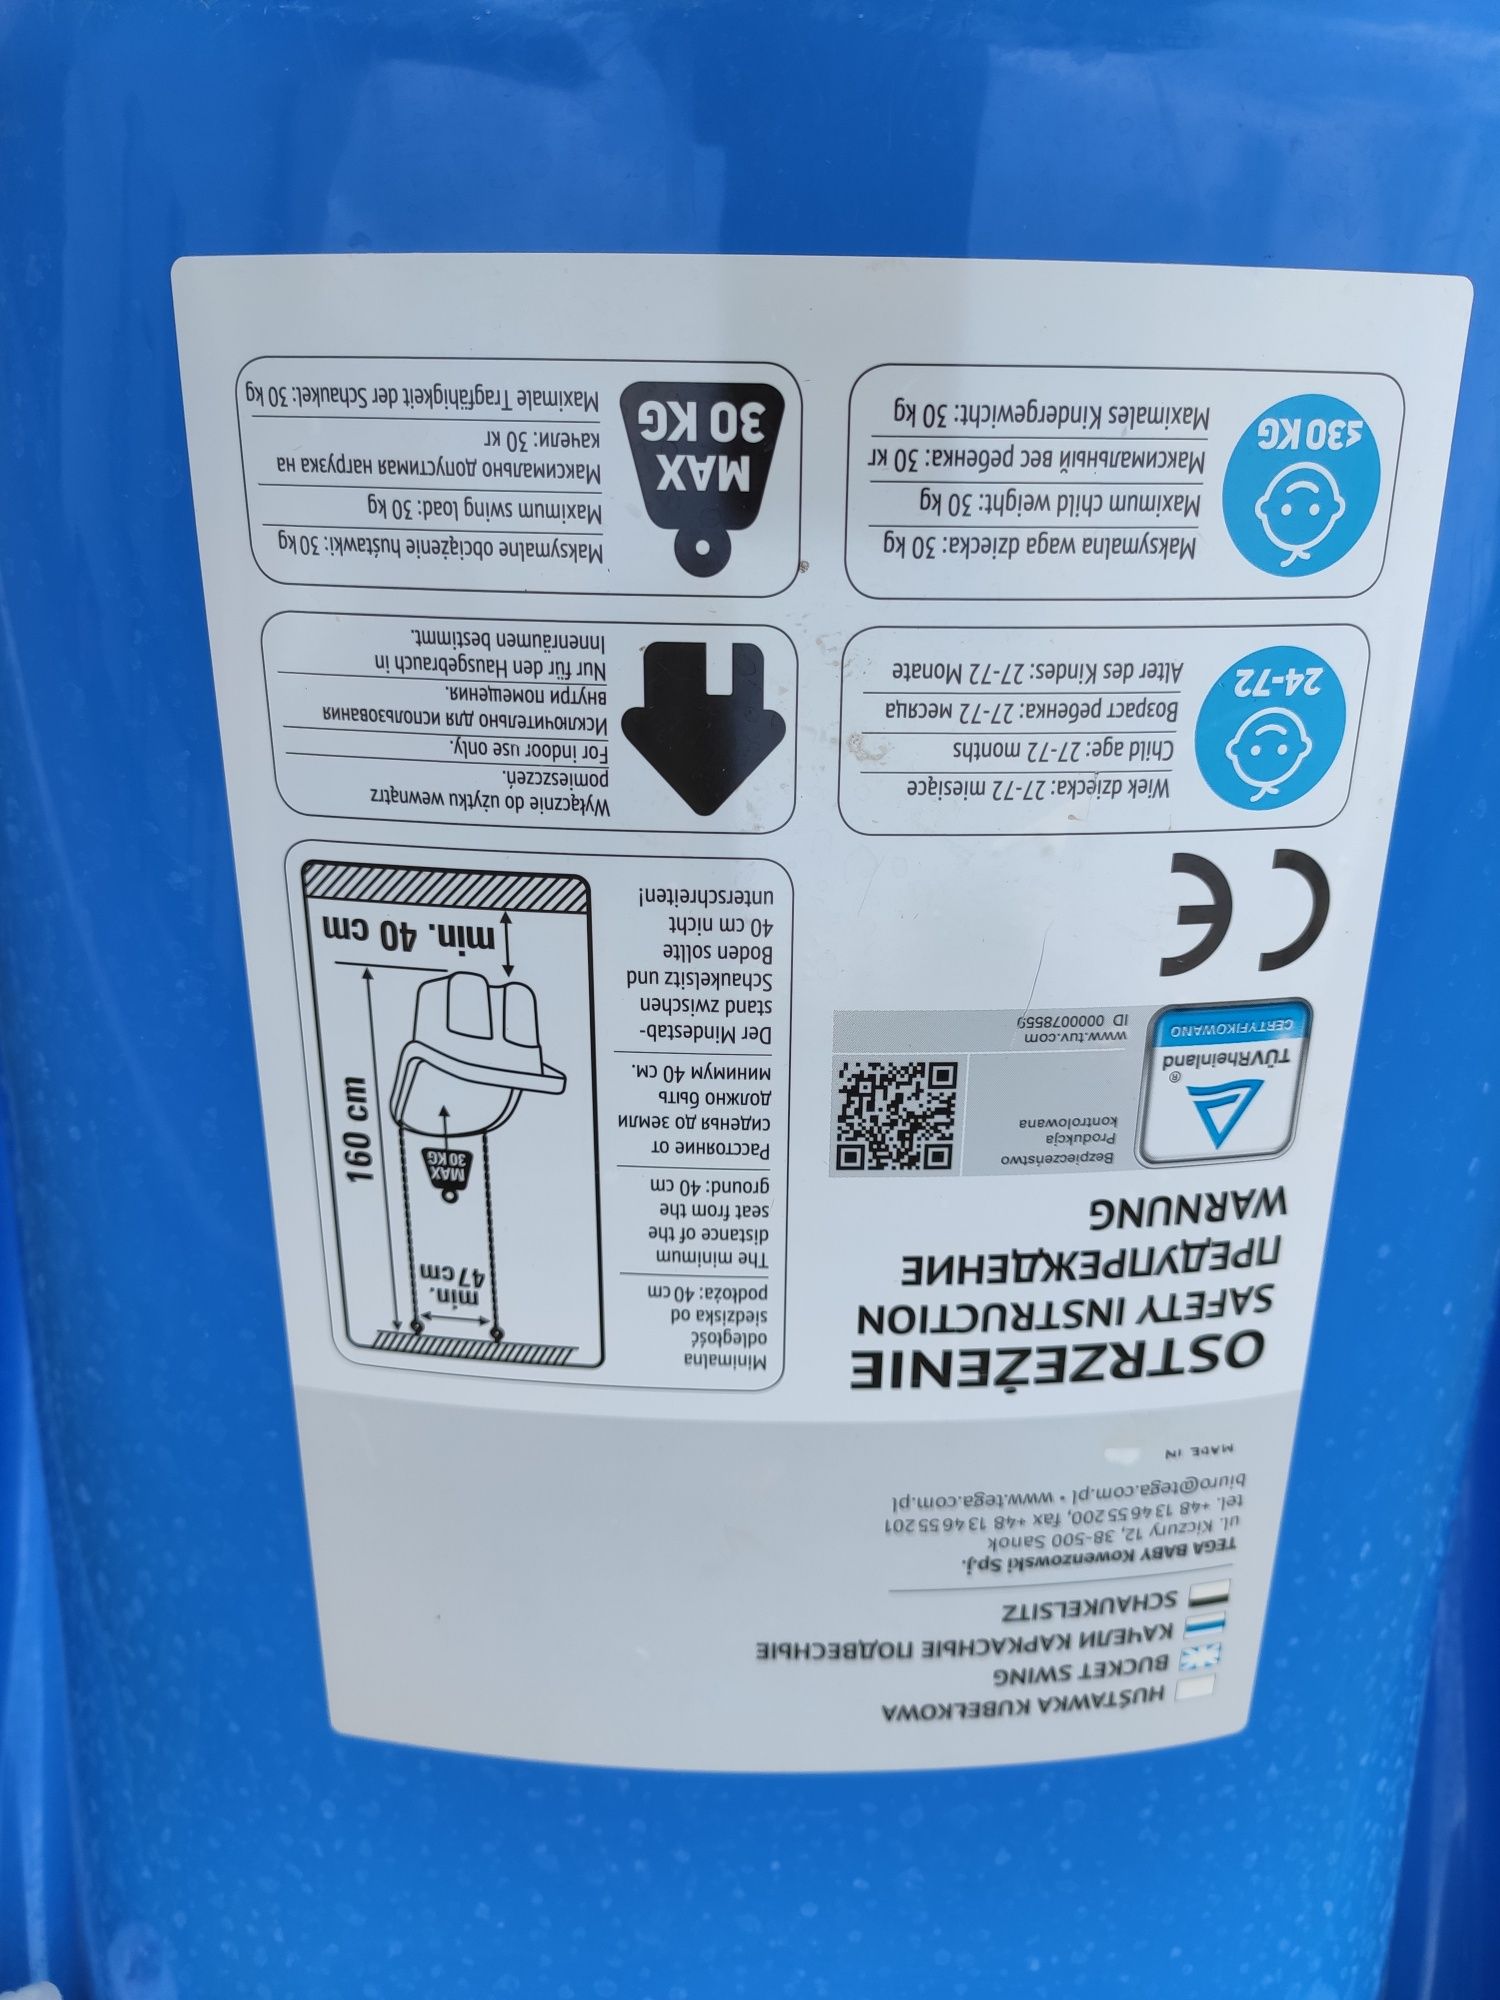 HUŚTAWKA KUBEŁKOWA
BUCKET SWING
КАЧЕЛИ КАРКАСНЫЕ ПОДВЕСНЫЕ
SCHAUKELSITZ
TEGA BABY Kowenzowski Sp.j.
ul. Kiczury 12, 38-500 Sanok
tel. +48 13 46 55 200, fax +48 13 46 55 201
biuro@tega.com.pl • www.tega.com.pl
MADE IN
OSTRZEŻENIE
SAFETY INSTRUCTION
ПРЕДУПРЕЖДЕНИЕ
WARNUNG
TÜVRheinland®
CERTYFIKOWANO
Bezpieczeństwo
Produkcja
kontrolowana
www.tuv.com
ID 0000078559
CE
Minimalna
odległość
siedziska od
podłoża: 40 cm
The minimum
distance of the
seat from the
ground: 40 cm
Расстояние от
сиденья до земли
должно быть
минимум 40 см.
Der Mindestab-
stand zwischen
Schaukelsitz und
Boden sollte
40 cm nicht
unterschreiten!
min.
47 cm
MAX
30 KG
160 cm
min. 40 cm
24-72
Wiek dziecka: 27-72 miesiące
Child age: 27-72 months
Возраст ребенка: 27-72 месяца
Alter des Kindes: 27-72 Monate
Wyłącznie do użytku wewnątrz
pomieszczeń.
For indoor use only.
Исключительно для использования
внутри помещения.
Nur für den Hausgebrauch in
Innenräumen bestimmt.
≤30 KG
Maksymalna waga dziecka: 30 kg
Maximum child weight: 30 kg
Максимальный вес ребенка: 30 кг
Maximales Kindergewicht: 30 kg
MAX
30 KG
Maksymalne obciążenie huśtawki: 30 kg
Maximum swing load: 30 kg
Максимально допустимая нагрузка на
качели: 30 кг
Maximale Tragfähigkeit der Schaukel: 30 kg